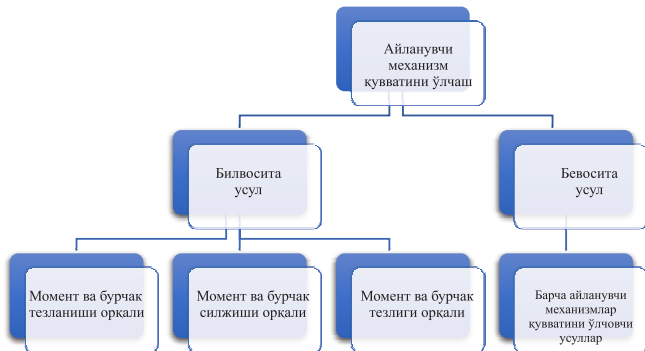 Айланувчи
механизм
қувватини ўлчаш
Билвосита
усул
Бевосита
усул
Момент ва бурчак
тезланиши орқали
Момент ва бурчак
силжиши орқали
Момент ва бурчак
тезлиги орқали
Барча айланувчи
механизмлар
қувватини ўлчовчи
усуллар